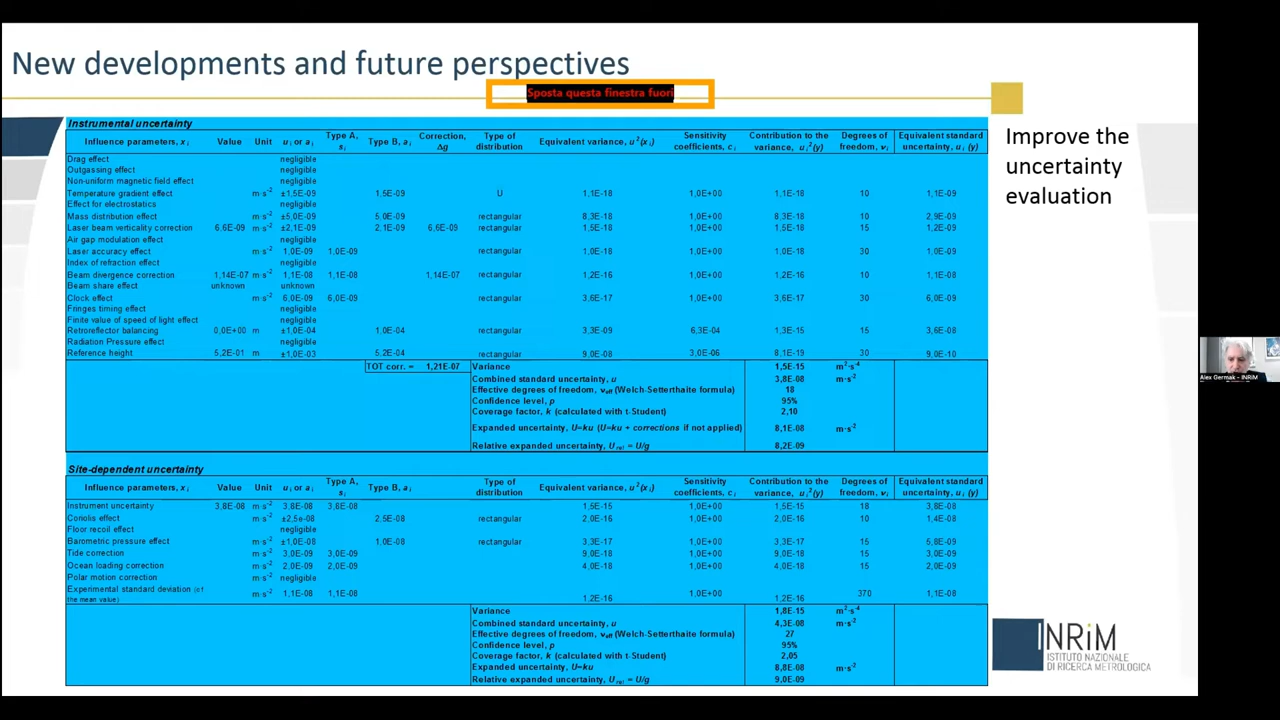 New developments and future perspectives
Sposta questa finestra fuori
Improve the
uncertainty
evaluation
Instrumental uncertainty
Influence parameters, x i Value Unit u i or a i Type A, s i Type B, a i Correction, Δg Type of distribution Equivalent variance, u 2 (x i ) Sensitivity coefficients, c i Contribution to the variance, u i 2 (y) Degrees of freedom, ν i Equivalent standard uncertainty, u i (y)
Drag effect negligible
Outgassing effect negligible
Non-uniform magnetic field effect negligible
Temperature gradient effect m·s-2 ±1,5E-09 1,5E-09 U 1,1E-18 1,0E+00 1,1E-18 10 1,1E-09
Effect for electrostatics negligible
Mass distribution effect m·s-2 ±5,0E-09 5,0E-09 rectangular 8,3E-18 1,0E+00 8,3E-18 10 2,9E-09
Laser beam verticality correction 6,6E-09 m·s-2 ±2,1E-09 2,1E-09 6,6E-09 rectangular 1,5E-18 1,0E+00 1,5E-18 15 1,2E-09
Air gap modulation effect negligible
Laser accuracy effect m·s-2 1,0E-09 1,0E-09 rectangular 1,0E-18 1,0E+00 1,0E-18 30 1,0E-09
Index of refraction effect negligible
Beam divergence correction 1,14E-07 m·s-2 1,1E-08 1,1E-08 1,14E-07 rectangular 1,2E-16 1,0E+00 1,2E-16 10 1,1E-08
Beam share effect unknown unknown
Clock effect m·s-2 6,0E-09 6,0E-09 rectangular 3,6E-17 1,0E+00 3,6E-17 30 6,0E-09
Fringes timing effect negligible
Finite value of speed of light effect negligible
Retroreflector balancing 0,0E+00 m ±1,0E-04 1,0E-04 rectangular 3,3E-09 6,3E-04 1,3E-15 15 3,6E-08
Radiation Pressure effect negligible
Reference height 5,2E-01 m ±1,0E-03 5,2E-04 rectangular 9,0E-08 3,0E-06 8,1E-19 30 9,0E-10
TOT corr. = 1,21E-07 Variance 1,5E-15 m2·s-4
Combined standard uncertainty, u 3,8E-08 m·s-2
Effective degrees of freedom, νeff (Welch-Setterthaite formula) 18
Confidence level, p 95%
Coverage factor, k (calculated with t-Student) 2,10
Expanded uncertainty, U=ku (U=ku + corrections if not applied) 8,1E-08 m·s-2
Relative expanded uncertainty, U rel = U/g 8,2E-09
Site-dependent uncertainty
Influence parameters, x i Value Unit u i or a i Type A, s i Type B, a i Type of distribution Equivalent variance, u 2 (x i ) Sensitivity coefficients, c i Contribution to the variance, u i 2 (y) Degrees of freedom, ν i Equivalent standard uncertainty, u i (y)
Instrument uncertainty 3,8E-08 m·s-2 3,8E-08 3,8E-08 1,5E-15 1,0E+00 1,5E-15 18 3,8E-08
Coriolis effect m·s-2 ±2,5e-08 2,5E-08 rectangular 2,0E-16 1,0E+00 2,0E-16 10 1,4E-08
Floor recoil effect negligible
Barometric pressure effect m·s-2 ±1,0E-08 1,0E-08 rectangular 3,3E-17 1,0E+00 3,3E-17 15 5,8E-09
Tide correction m·s-2 3,0E-09 3,0E-09 9,0E-18 1,0E+00 9,0E-18 15 3,0E-09
Ocean loading correction m·s-2 2,0E-09 2,0E-09 4,0E-18 1,0E+00 4,0E-18 15 2,0E-09
Polar motion correction m·s-2 negligible
Experimental standard deviation (of the mean value) m·s-2 1,1E-08 1,1E-08 1,2E-16 1,0E+00 1,2E-16 370 1,1E-08
Variance 1,8E-15 m2·s-4
Combined standard uncertainty, u 4,3E-08 m·s-2
Effective degrees of freedom, νeff (Welch-Setterthaite formula) 27
Confidence level, p 95%
Coverage factor, k (calculated with t-Student) 2,05
Expanded uncertainty, U=ku 8,8E-08 m·s-2
Relative expanded uncertainty, U rel = U/g 9,0E-09
INRiM
ISTITUTO NAZIONALE
DI RICERCA METROLOGICA
Alex Germak - INRIM